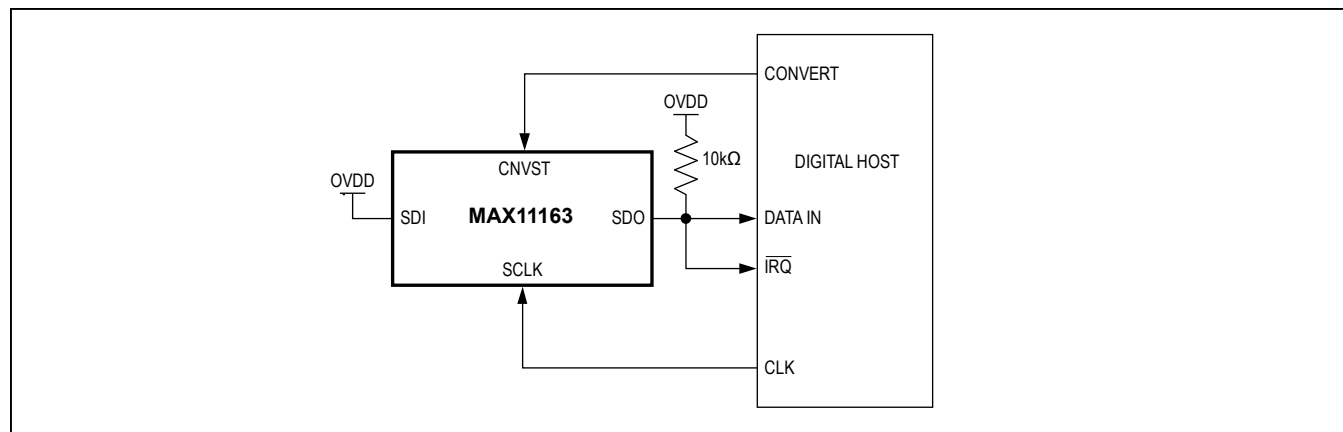 CONVERT
OVDD
10kΩ
DIGITAL HOST
CNVST
OVDD
SDI
MAX11163
SDO
DATA IN
IRQ
SCLK
CLK